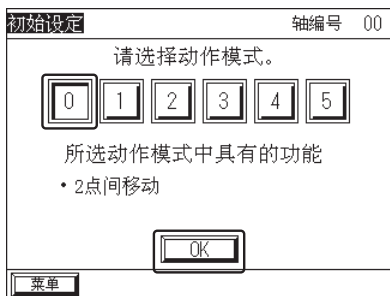 初始设定 轴编号 00
请选择动作模式。
0 1 2 3 4 5
所选动作模式中具有的功能
・2点间移动
OK
菜单